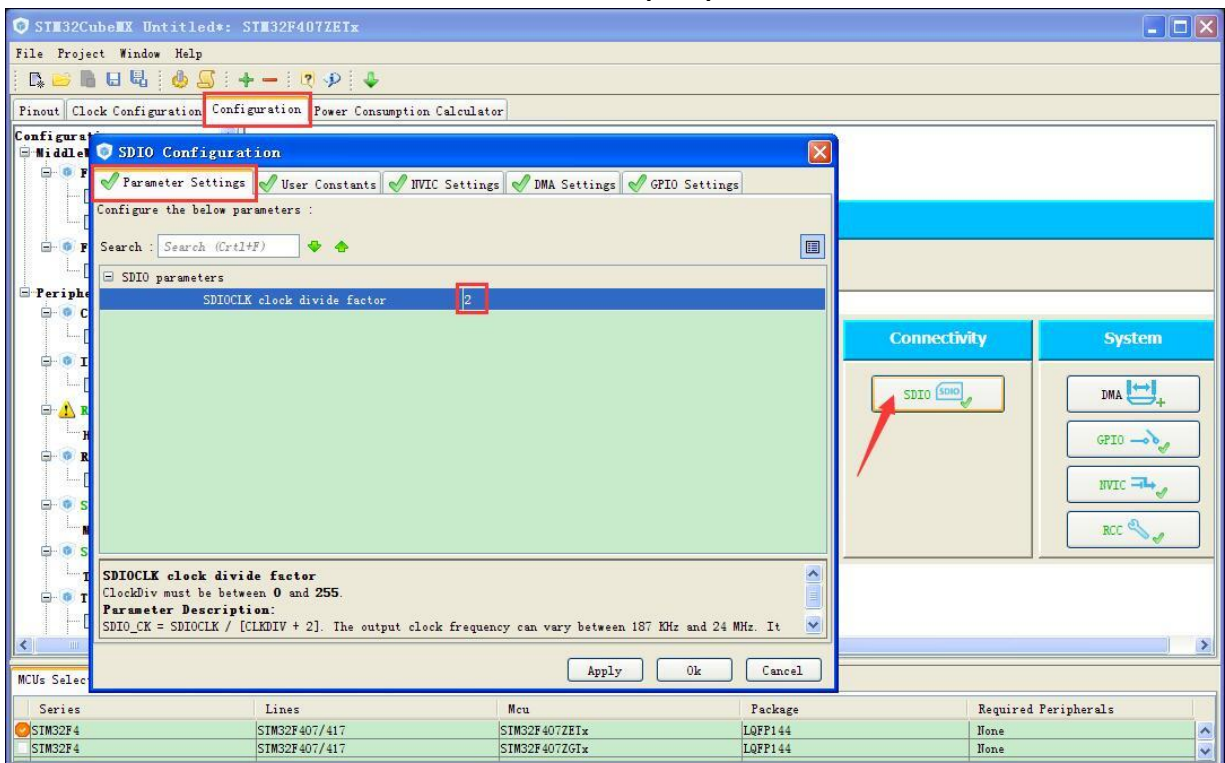 STM32CubeMX Untitled*: STM32F407ZETx
File Project Window Help
Pinout Clock Configuration Configuration Power Consumption Calculator
SDIO Configuration
Parameter Settings User Constants NVIC Settings DMA Settings GPIO Settings
Configure the below parameters :
Search : Search (Crtl+F)
SDIO parameters
SDIOCLK clock divide factor 2
Connectivity System
SDIO SDIO DMA
GPIO
NVIC
RCC
SDIOCLK clock divide factor
ClockDiv must be between 0 and 255.
Parameter Description:
SDIO_CK = SDIOCLK / [CLKDIV + 2]. The output clock frequency can vary between 187 KHz and 24 MHz. It
Apply Ok Cancel
Series Lines Mcu Package Required Peripherals
STM32F4 STM32F407/417 STM32F407ZETx LQFP144 None
STM32F4 STM32F407/417 STM32F407ZGTx LQFP144 None